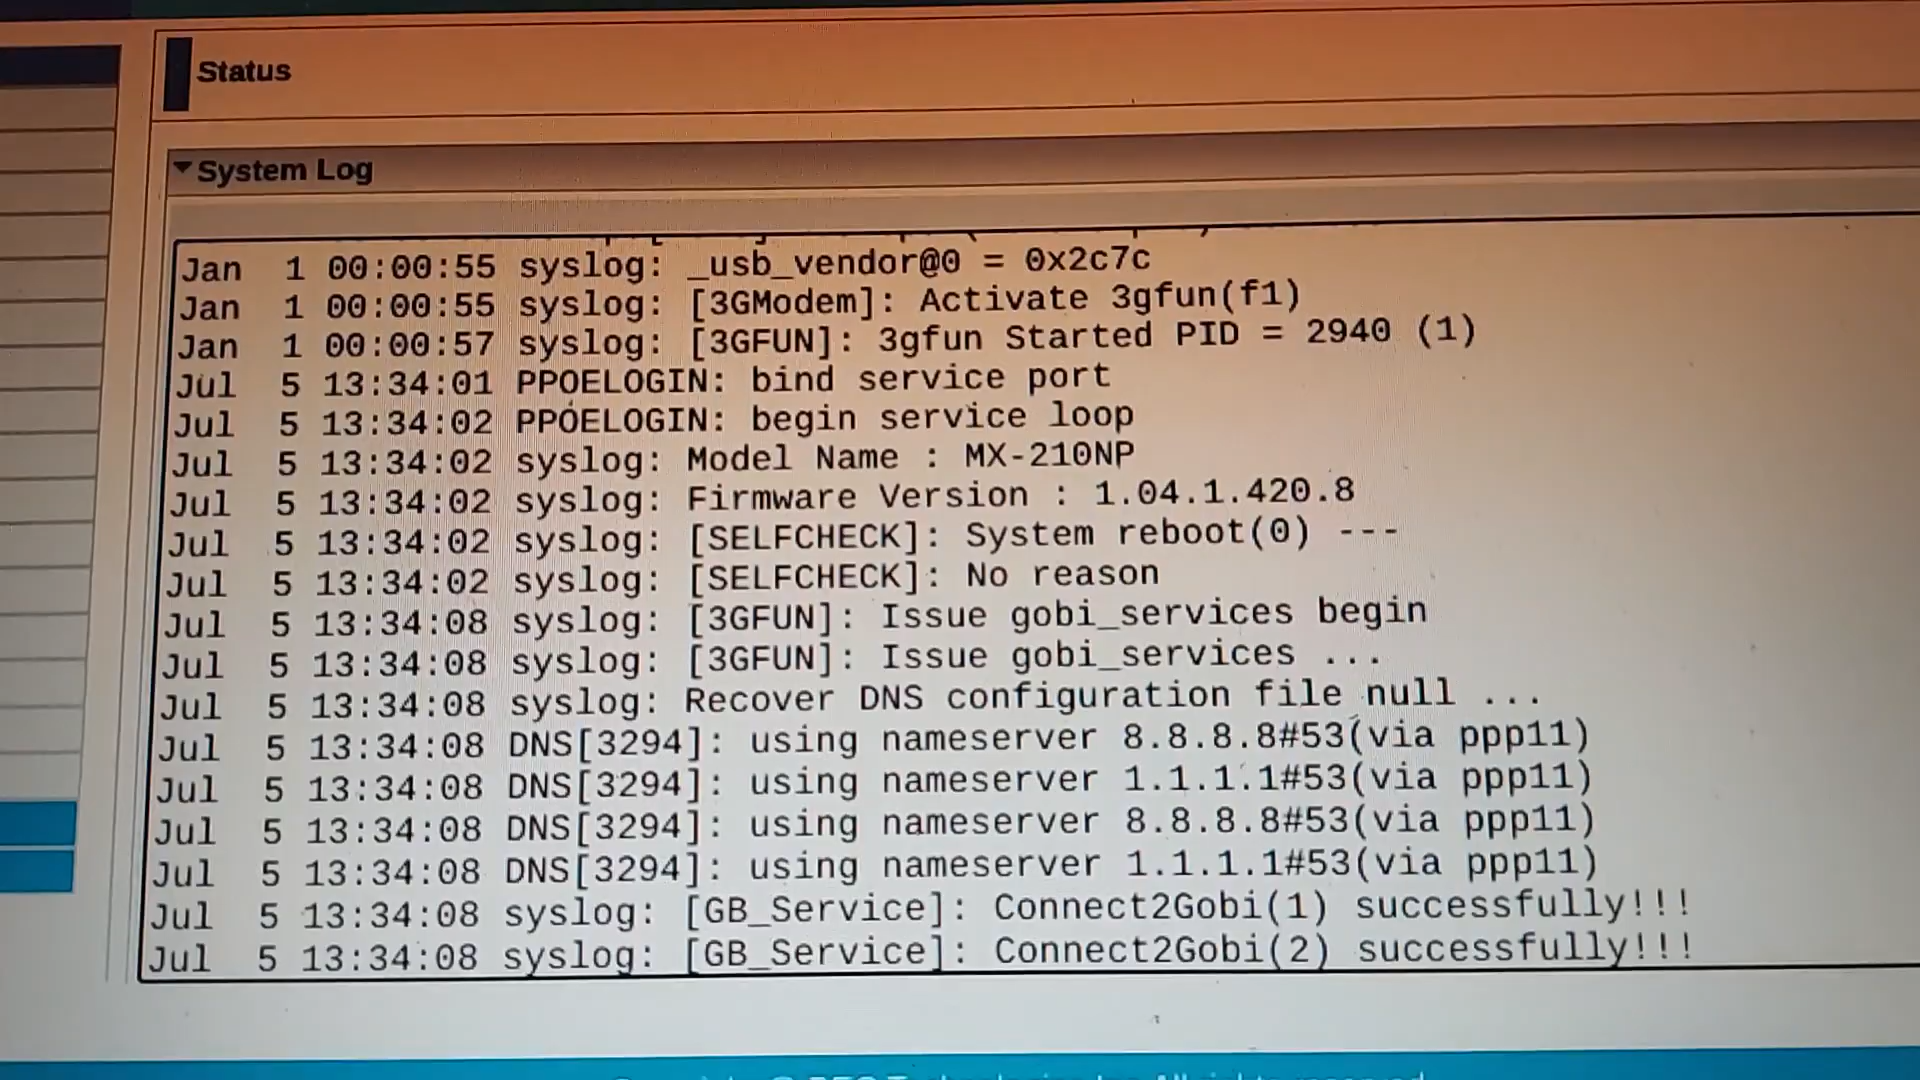 Status
System Log
Jan 1 00:00:55 syslog: _usb_vendor@0 = 0x2c7c
Jan 1 00:00:55 syslog: [3GModem]: Activate 3gfun(f1)
Jan 1 00:00:57 syslog: [3GFUN]: 3gfun Started PID = 2940 (1)
Jul 5 13:34:01 PPPOELOGIN: bind service port
Jul 5 13:34:02 PPPOELOGIN: begin service loop
Jul 5 13:34:02 syslog: Model Name : MX-210NP
Jul 5 13:34:02 syslog: Firmware Version : 1.04.1.420.8
Jul 5 13:34:02 syslog: [SELFCHECK]: System reboot(0) ---
Jul 5 13:34:02 syslog: [SELFCHECK]: No reason
Jul 5 13:34:08 syslog: [3GFUN]: Issue gobi_services begin
Jul 5 13:34:08 syslog: [3GFUN]: Issue gobi_services ...
Jul 5 13:34:08 syslog: Recover DNS configuration file null ...
Jul 5 13:34:08 DNS[3294]: using nameserver 8.8.8.8#53(via ppp11)
Jul 5 13:34:08 DNS[3294]: using nameserver 1.1.1.1#53(via ppp11)
Jul 5 13:34:08 DNS[3294]: using nameserver 8.8.8.8#53(via ppp11)
Jul 5 13:34:08 DNS[3294]: using nameserver 1.1.1.1#53(via ppp11)
Jul 5 13:34:08 syslog: [GB_Service]: Connect2Gobi(1) successfully!!!
Jul 5 13:34:08 syslog: [GB_Service]: Connect2Gobi(2) successfully!!!